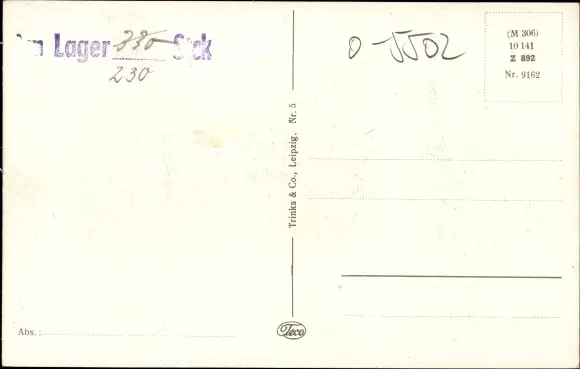 Am Lager 330 Stck
230
0-5502
(M 306)
10 141
Z 892
Nr. 9162
Trinks & Co., Leipzig. Nr. 5
Abs.:
Teco